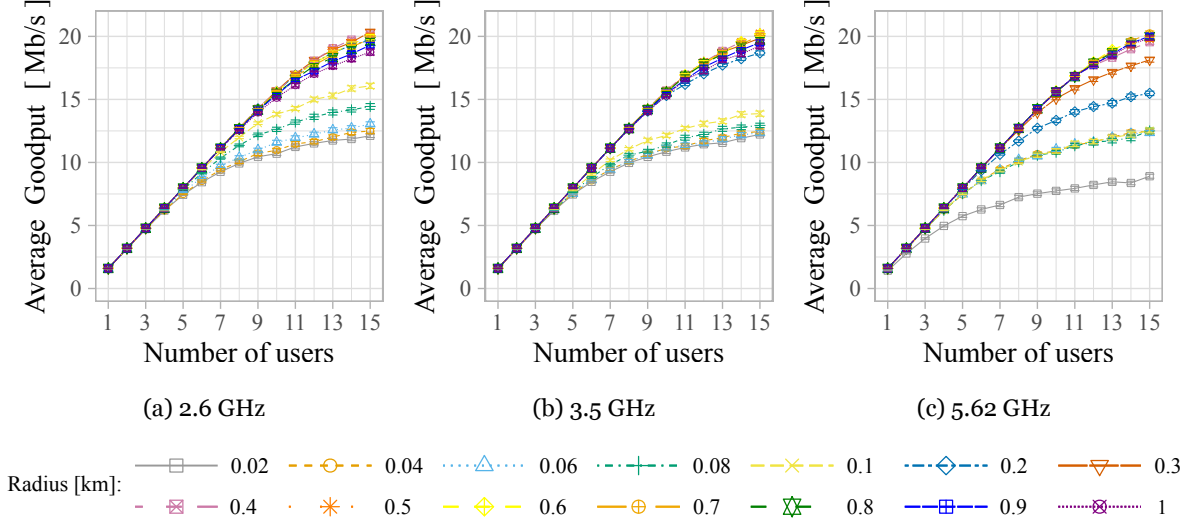 Average Goodput [ Mb/s ]
20
15
10
5
0
1 3 5 7 9 11 13 15
Number of users
(a) 2.6 GHz
Average Goodput [ Mb/s ]
20
15
10
5
0
1 3 5 7 9 11 13 15
Number of users
(b) 3.5 GHz
Average Goodput [ Mb/s ]
20
15
10
5
0
1 3 5 7 9 11 13 15
Number of users
(c) 5.62 GHz
Radius [km]:
0.02 0.04 0.06 0.08 0.1 0.2 0.3
0.4 0.5 0.6 0.7 0.8 0.9 1